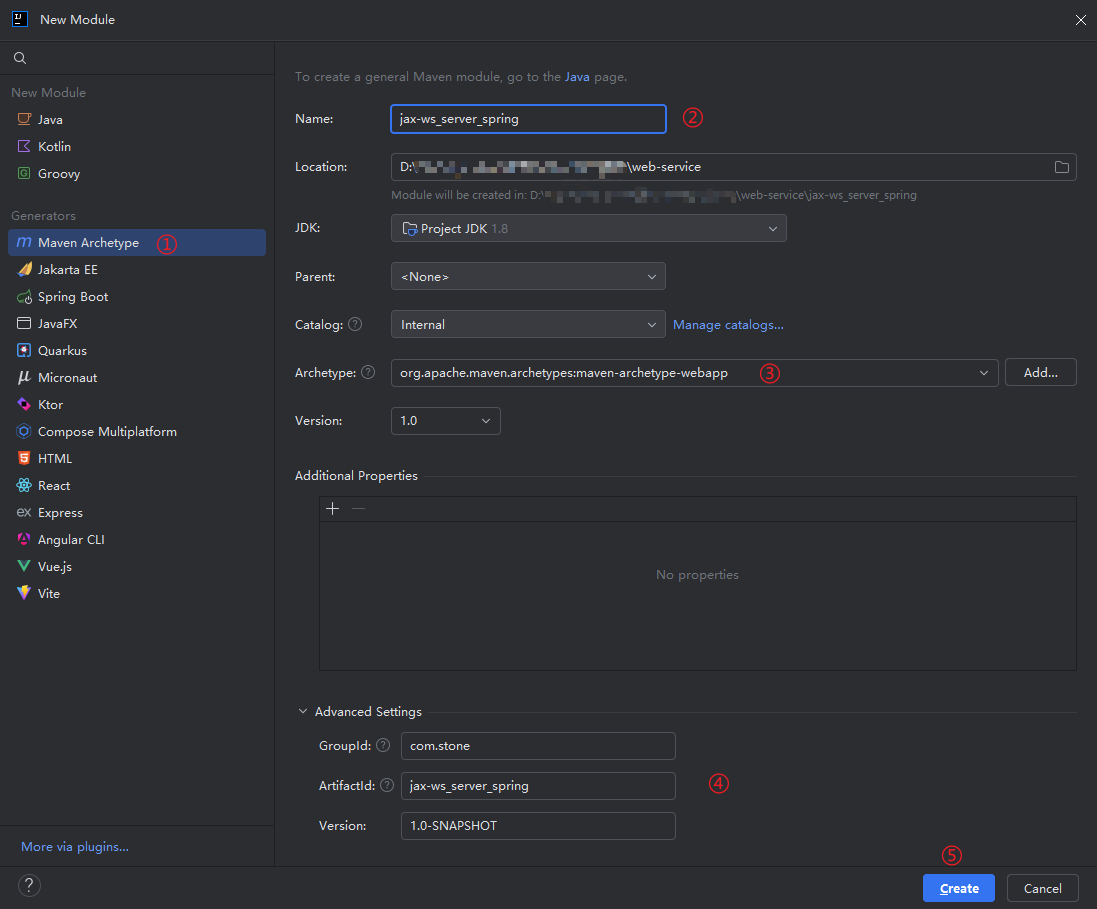 New Module
To create a general Maven module, go to the Java page.
New Module
Java
Kotlin
Groovy
Generators
Maven Archetype ①
Jakarta EE
Spring Boot
JavaFX
Quarkus
Micronaut
Ktor
Compose Multiplatform
HTML
React
Express
Angular CLI
Vue.js
Vite
More via plugins...
Name: jax-ws_server_spring ②
Location: D:\ \web-service
Module will be created in: D:\ \web-service\jax-ws_server_spring
JDK: Project JDK 1.8
Parent: <None>
Catalog: ? Internal Manage catalogs...
Archetype: ? org.apache.maven.archetypes:maven-archetype-webapp ③ Add...
Version: 1.0
Additional Properties
No properties
Advanced Settings
GroupId: ? com.stone
ArtifactId: ? jax-ws_server_spring ④
Version: 1.0-SNAPSHOT
⑤
? Create Cancel